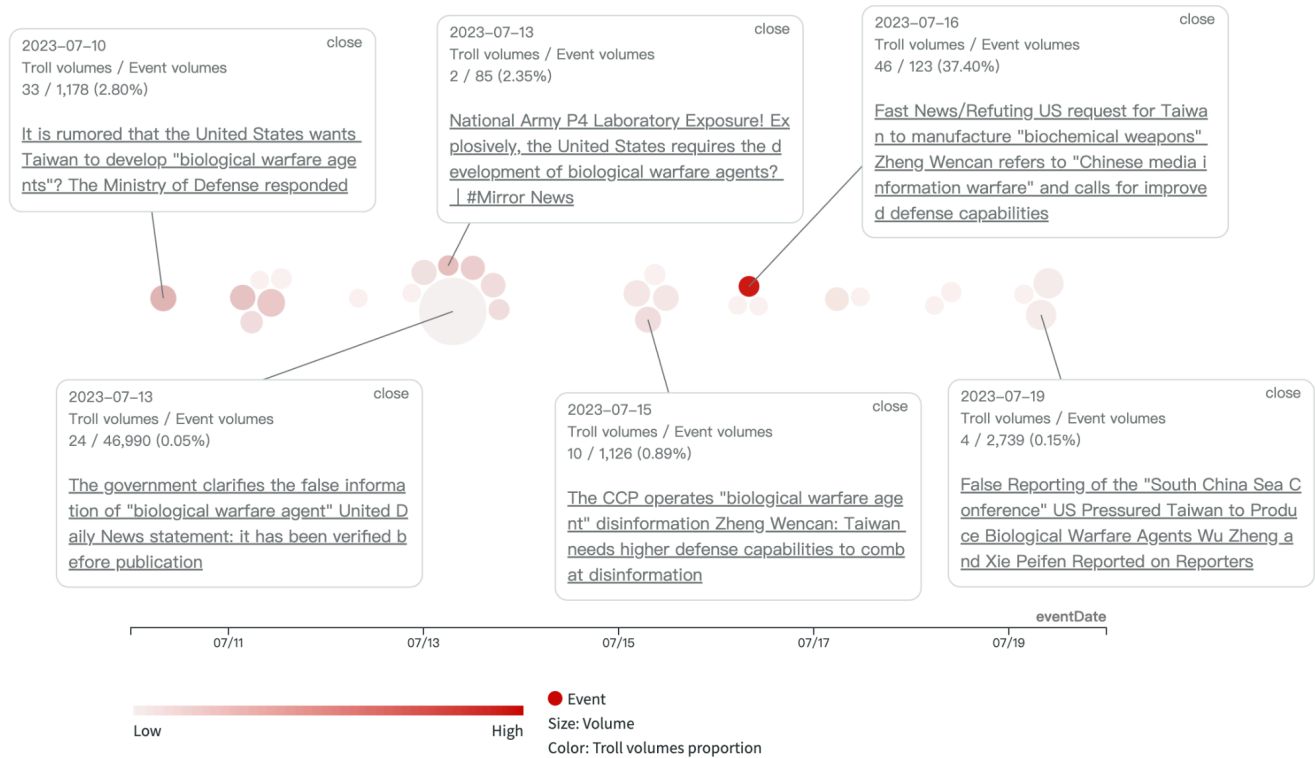 2023-07-10
close
Troll volumes / Event volumes
33 / 1,178 (2.80%)
It is rumored that the United States wants
Taiwan to develop "biological warfare age
nts"? The Ministry of Defense responded
2023-07-13
close
Troll volumes / Event volumes
2 / 85 (2.35%)
National Army P4 Laboratory Exposure! Ex
plosively, the United States requires the d
evelopment of biological warfare agents?
｜#Mirror News
2023-07-16
close
Troll volumes / Event volumes
46 / 123 (37.40%)
Fast News/Refuting US request for Taiwa
n to manufacture "biochemical weapons"
Zheng Wencan refers to "Chinese media i
nformation warfare" and calls for improve
d defense capabilities
2023-07-13
close
Troll volumes / Event volumes
24 / 46,990 (0.05%)
The government clarifies the false informa
tion of "biological warfare agent" United D
aily News statement: it has been verified b
efore publication
2023-07-15
close
Troll volumes / Event volumes
10 / 1,126 (0.89%)
The CCP operates "biological warfare age
nt" disinformation Zheng Wencan: Taiwan
needs higher defense capabilities to comb
at disinformation
2023-07-19
close
Troll volumes / Event volumes
4 / 2,739 (0.15%)
False Reporting of the "South China Sea C
onference" US Pressured Taiwan to Produ
ce Biological Warfare Agents Wu Zheng a
nd Xie Peifen Reported on Reporters
eventDate
07/11
07/13
07/15
07/17
07/19
Low
High
Event
Size: Volume
Color: Troll volumes proportion